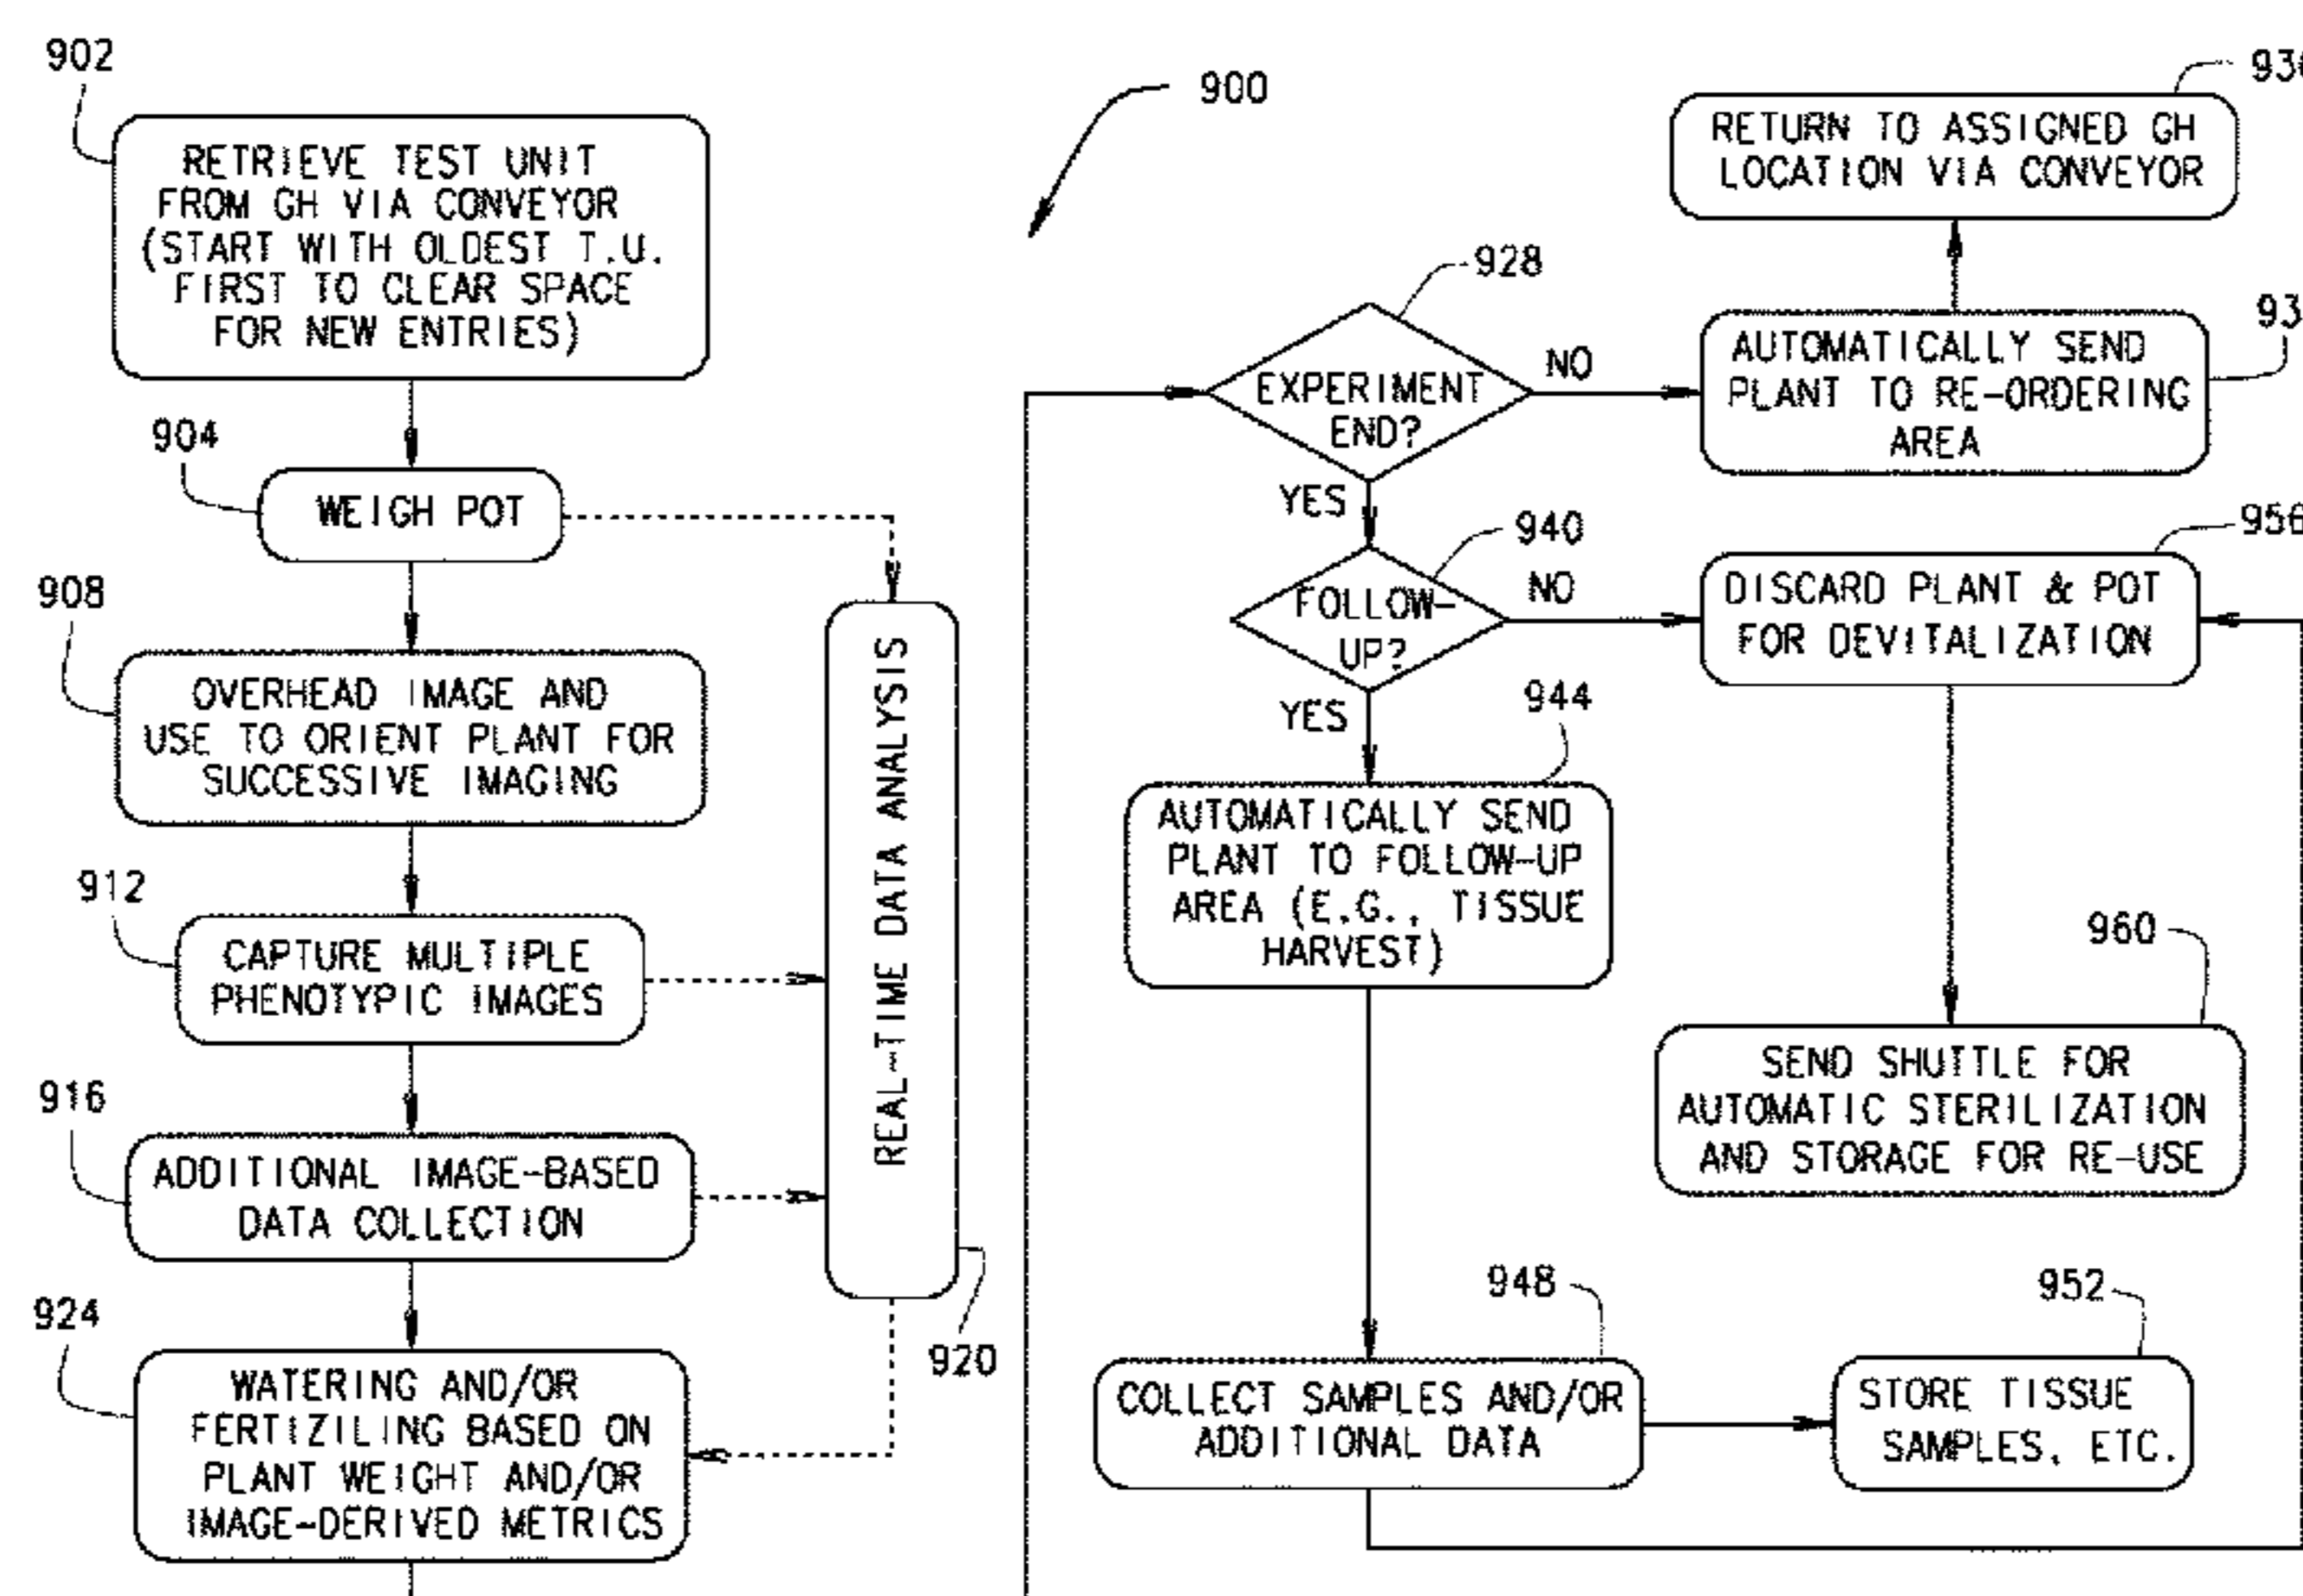 902
RETRIEVE TEST UNIT
FROM GH VIA CONVEYOR
(START WITH OLDEST T.U.
FIRST TO CLEAR SPACE
FOR NEW ENTRIES)
904
WEIGH POT
908
OVERHEAD IMAGE AND
USE TO ORIENT PLANT FOR
SUCCESSIVE IMAGING
912
CAPTURE MULTIPLE
PHENOTYPIC IMAGES
916
ADDITIONAL IMAGE-BASED
DATA COLLECTION
924
WATERING AND/OR
FERTIZILING BASED ON
PLANT WEIGHT AND/OR
IMAGE-DERIVED METRICS
REAL-TIME DATA ANALYSIS
920
900
928
EXPERIMENT
END?
NO
YES
RETURN TO ASSIGNED GH
LOCATION VIA CONVEYOR
AUTOMATICALLY SEND
PLANT TO RE-ORDERING
AREA
940
FOLLOW-
UP?
NO
YES
956
DISCARD PLANT & POT
FOR DEVITALIZATION
944
AUTOMATICALLY SEND
PLANT TO FOLLOW-UP
AREA (E.G., TISSUE
HARVEST)
960
SEND SHUTTLE FOR
AUTOMATIC STERILIZATION
AND STORAGE FOR RE-USE
948
COLLECT SAMPLES AND/OR
ADDITIONAL DATA
952
STORE TISSUE
SAMPLES, ETC.